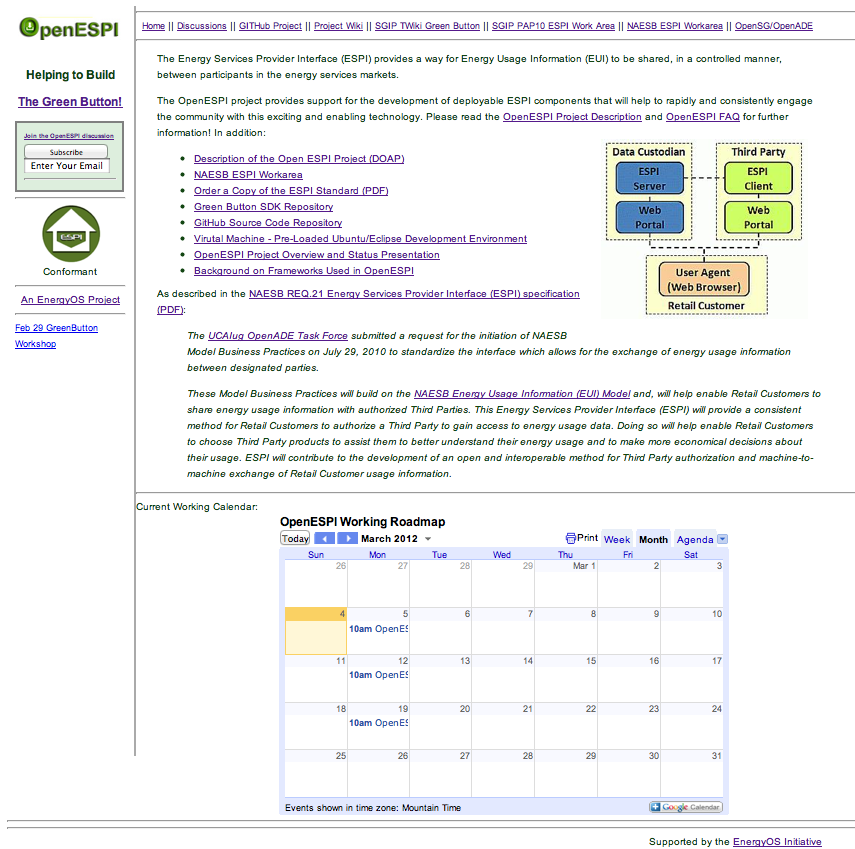 OpenESPI
Helping to Build
The Green Button!
Join the OpenESPI discussion
Subscribe
Enter Your Email
ESPI
Conformant
An EnergyOS Project
Feb 29 GreenButton
Workshop
Home || Discussions || GITHub Project || Project Wiki || SGIP TWiki Green Button || SGIP PAP10 ESPI Work Area || NAESB ESPI Workarea || OpenSG/OpenADE
The Energy Services Provider Interface (ESPI) provides a way for Energy Usage Information (EUI) to be shared, in a controlled manner,
between participants in the energy services markets.
The OpenESPI project provides support for the development of deployable ESPI components that will help to rapidly and consistently engage
the community with this exciting and enabling technology. Please read the OpenESPI Project Description and OpenESPI FAQ for further
information! In addition:
Description of the Open ESPI Project (DOAP)
NAESB ESPI Workarea
Order a Copy of the ESPI Standard (PDF)
Green Button SDK Repository
GitHub Source Code Repository
Virutal Machine - Pre-Loaded Ubuntu/Eclipse Development Environment
OpenESPI Project Overview and Status Presentation
Background on Frameworks Used in OpenESPI
Data Custodian
ESPI
Server
Web
Portal
Third Party
ESPI
Client
Web
Portal
User Agent
(Web Browser)
Retail Customer
As described in the NAESB REQ.21 Energy Services Provider Interface (ESPI) specification
(PDF):
The UCAIug OpenADE Task Force submitted a request for the initiation of NAESB
Model Business Practices on July 29, 2010 to standardize the interface which allows for the exchange of energy usage information
between designated parties.
These Model Business Practices will build on the NAESB Energy Usage Information (EUI) Model and, will help enable Retail Customers to
share energy usage information with authorized Third Parties. This Energy Services Provider Interface (ESPI) will provide a consistent
method for Retail Customers to authorize a Third Party to gain access to energy usage data. Doing so will help enable Retail Customers
to choose Third Party products to assist them to better understand their energy usage and to make more economical decisions about
their usage. ESPI will contribute to the development of an open and interoperable method for Third Party authorization and machine-to-
machine exchange of Retail Customer usage information.
Current Working Calendar:
OpenESPI Working Roadmap
Today March 2012 Print Week Month Agenda
Sun Mon Tue Wed Thu Fri Sat
26 27 28 29 Mar 1 2 3
4 5 6 7 8 9 10
10am OpenES
11 12 13 14 15 16 17
10am OpenES
18 19 20 21 22 23 24
10am OpenES
25 26 27 28 29 30 31
Events shown in time zone: Mountain Time
Google Calendar
Supported by the EnergyOS Initiative